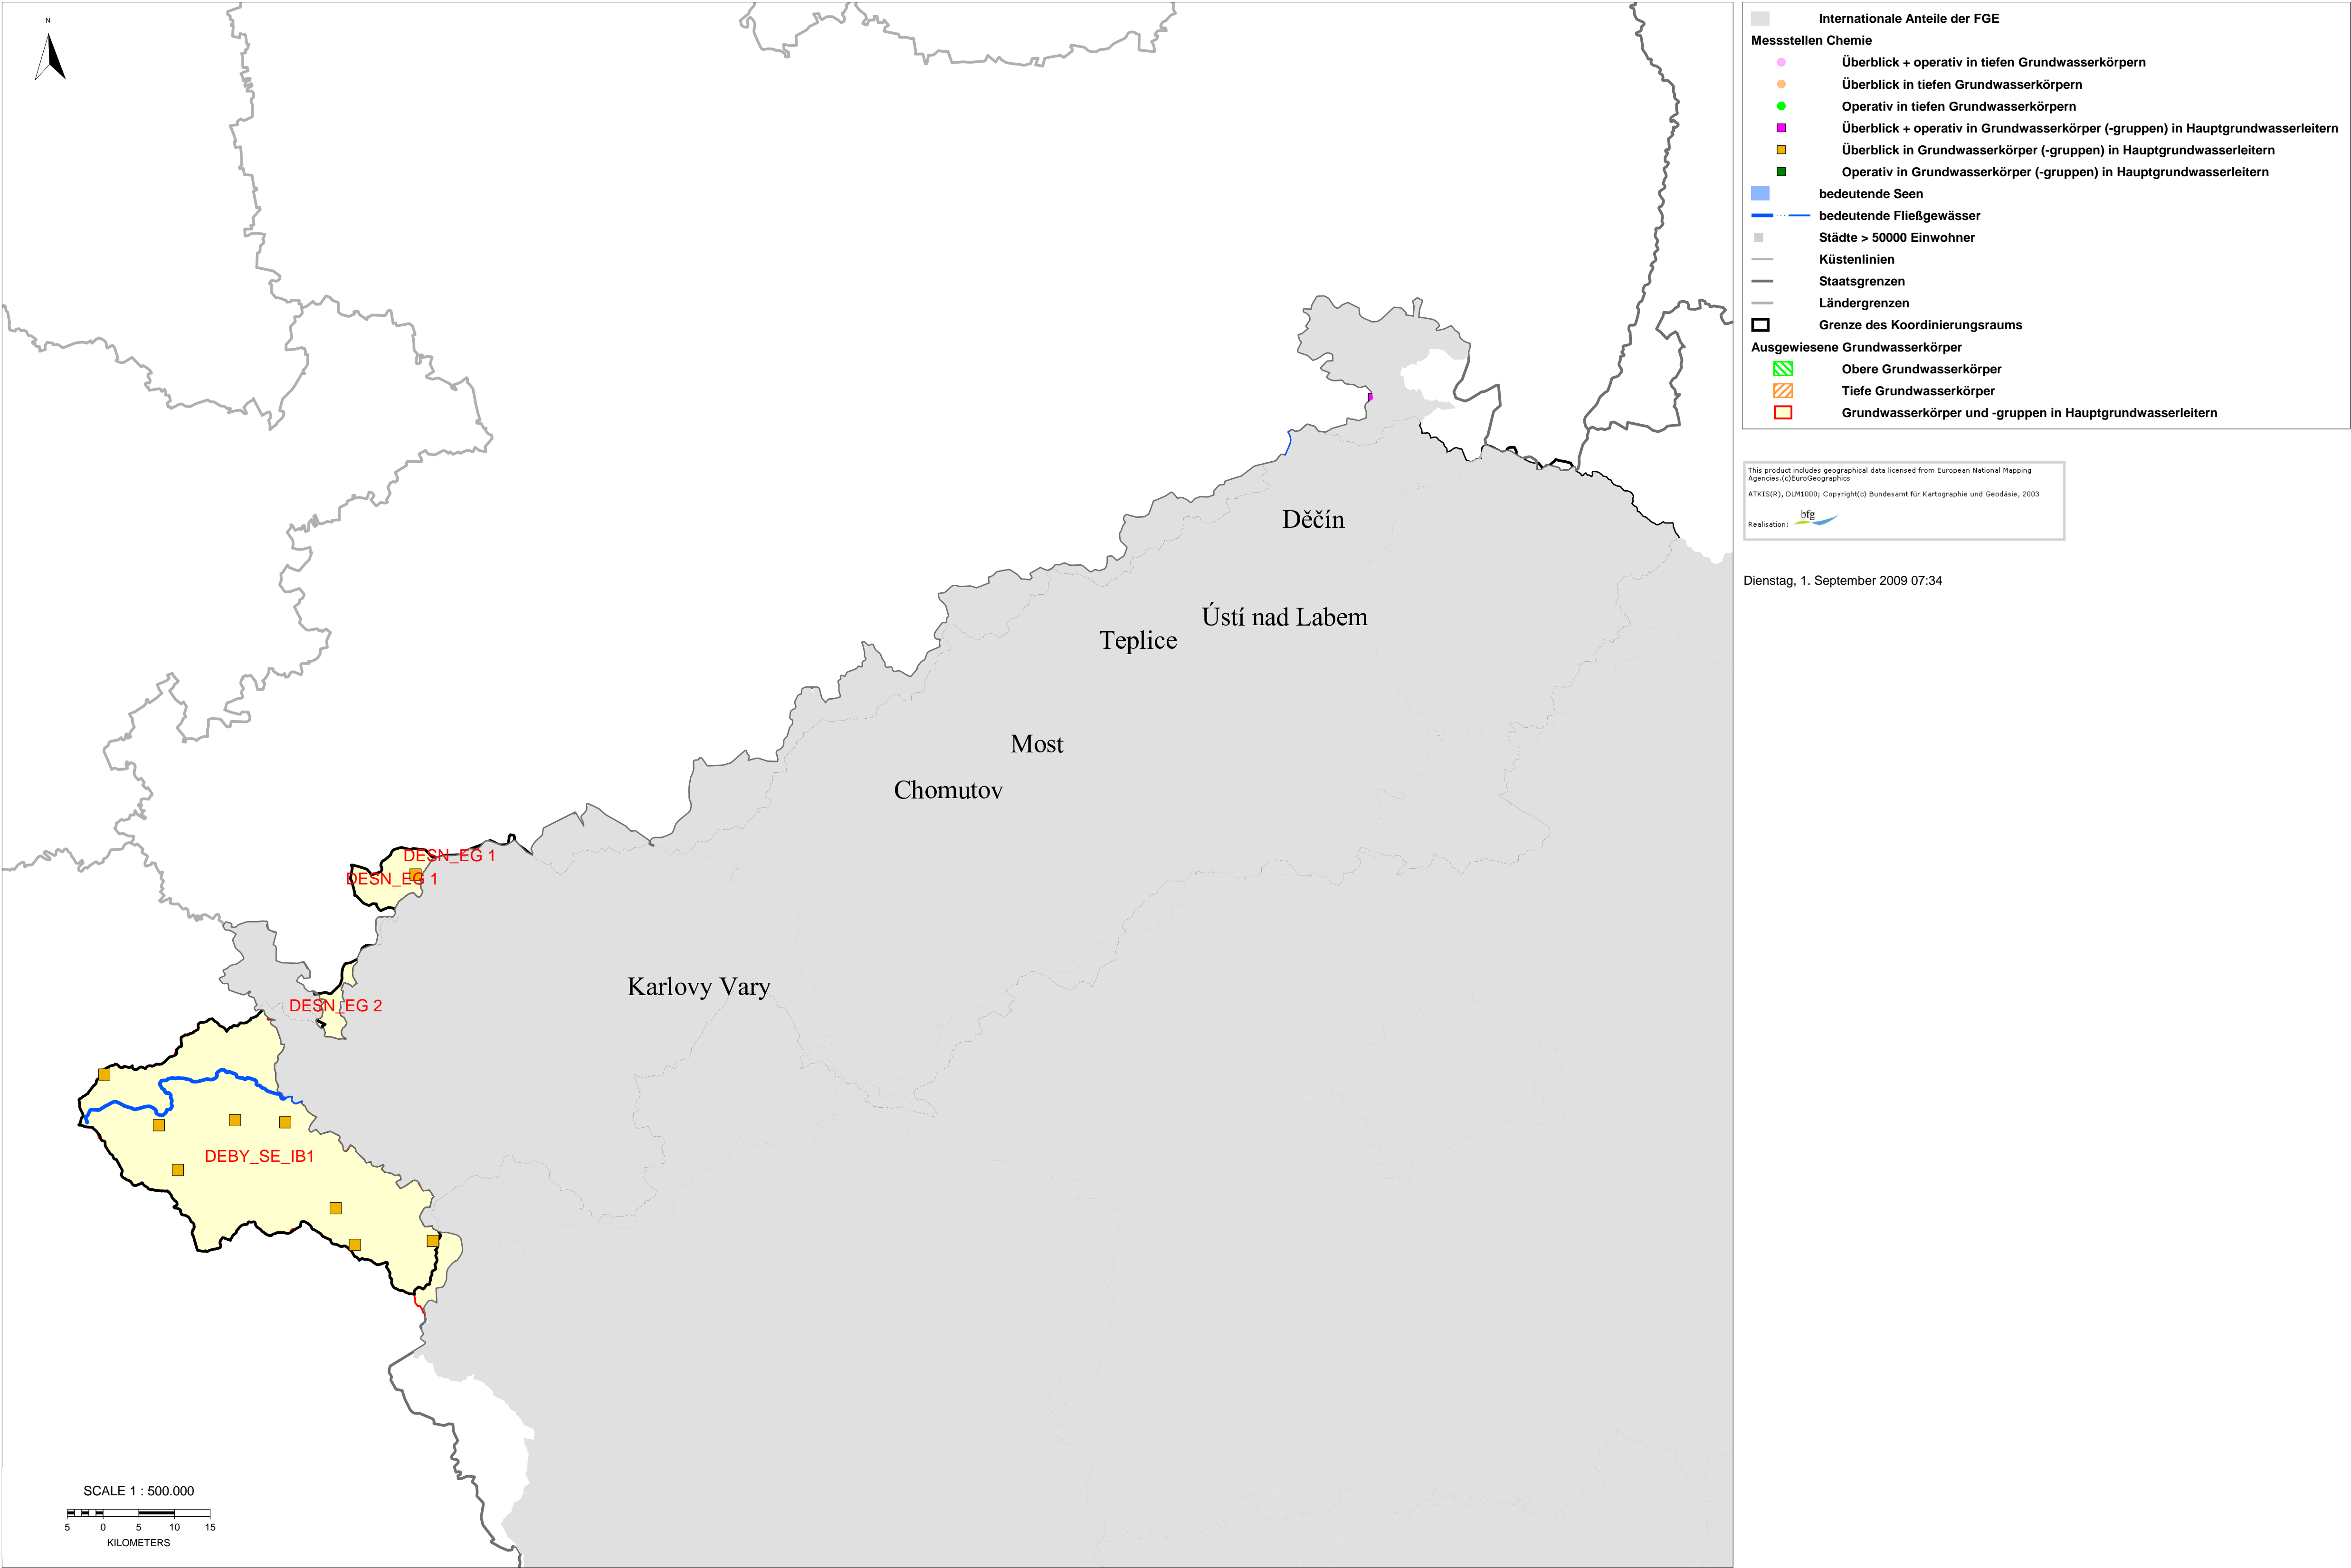 N
Děčín
Ústí nad Labem
Teplice
Most
Chomutov
DESN_EG 1
DESN_EG 1
Karlovy Vary
DESN_EG 2
DEBY_SE_IB1
SCALE 1 : 500.000
5 0 5 10 15
KILOMETERS
Internationale Anteile der FGE
Messstellen Chemie
Überblick + operativ in tiefen Grundwasserkörpern
Überblick in tiefen Grundwasserkörpern
Operativ in tiefen Grundwasserkörpern
Überblick + operativ in Grundwasserkörper (-gruppen) in Hauptgrundwasserleitern
Überblick in Grundwasserkörper (-gruppen) in Hauptgrundwasserleitern
Operativ in Grundwasserkörper (-gruppen) in Hauptgrundwasserleitern
bedeutende Seen
bedeutende Fließgewässer
Städte > 50000 Einwohner
Küstenlinien
Staatsgrenzen
Ländergrenzen
Grenze des Koordinierungsraums
Ausgewiesene Grundwasserkörper
Obere Grundwasserkörper
Tiefe Grundwasserkörper
Grundwasserkörper und -gruppen in Hauptgrundwasserleitern
This product includes geographical data licensed from European National Mapping
Agencies.(c)EuroGeographics
ATKIS(R), DLM1000; Copyright(c) Bundesamt für Kartographie und Geodäsie, 2003
Realisation: bfg
Dienstag, 1. September 2009 07:34